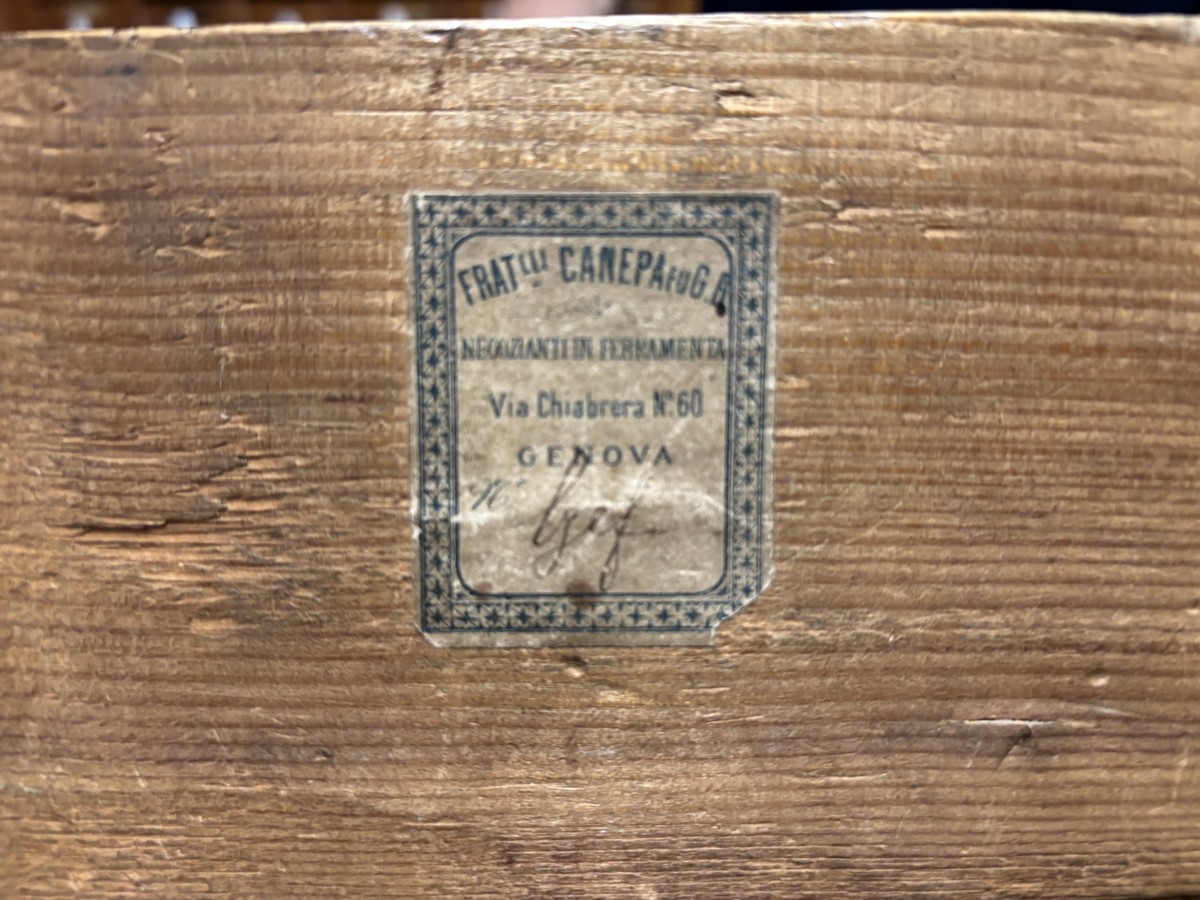 FRATelli CANEPA FU G.B
NEGOZIANTI IN FERRAMENTA
Via Chiabrera N°. 60
GENOVA
N°